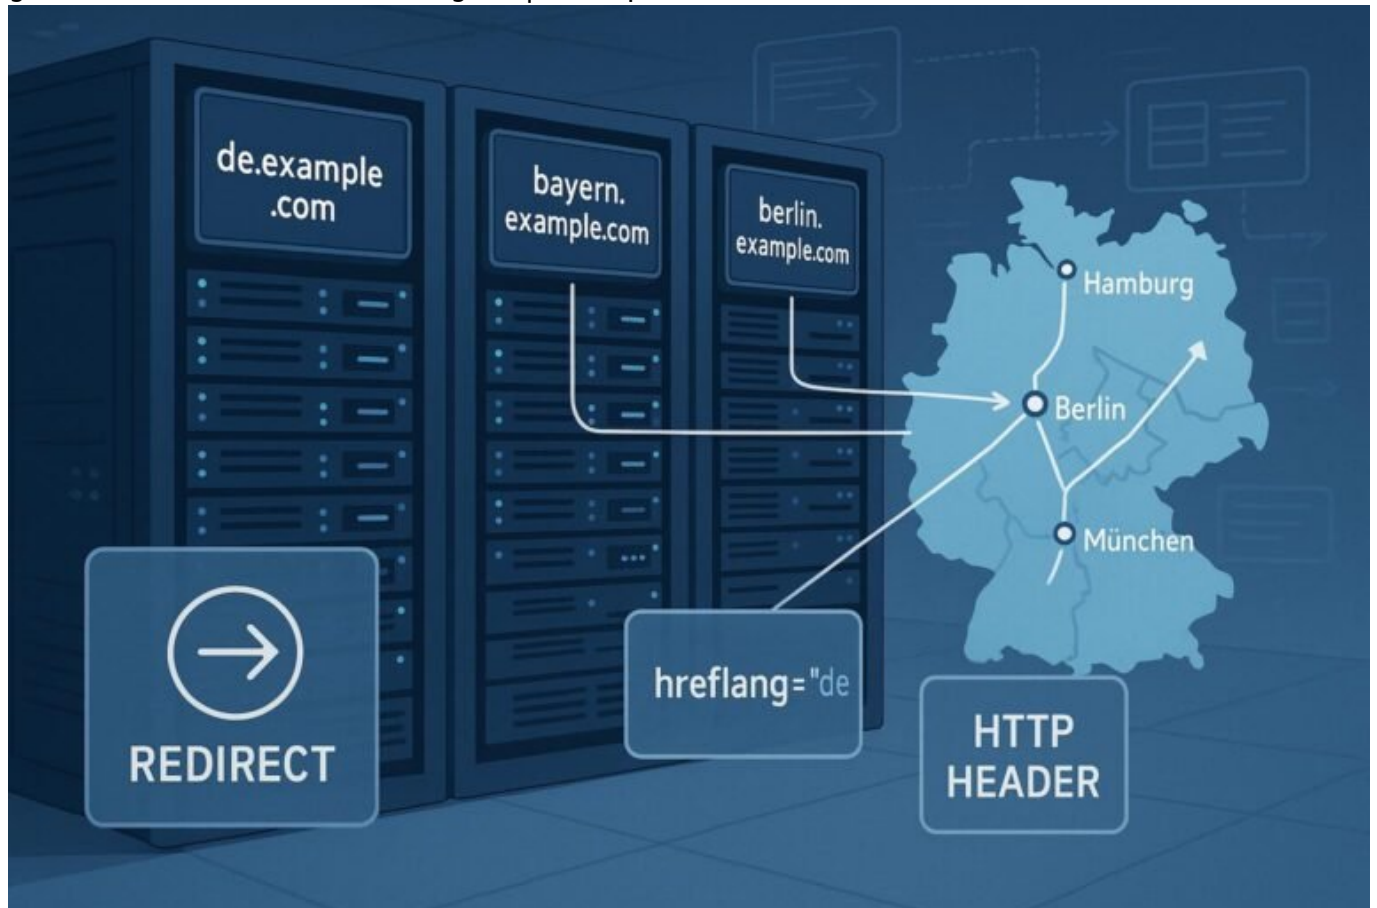 de.example
.com
bayern.
example.com
berlin.
example.com
Hamburg
Berlin
München
REDIRECT
hreflang="de
HTTP
HEADER